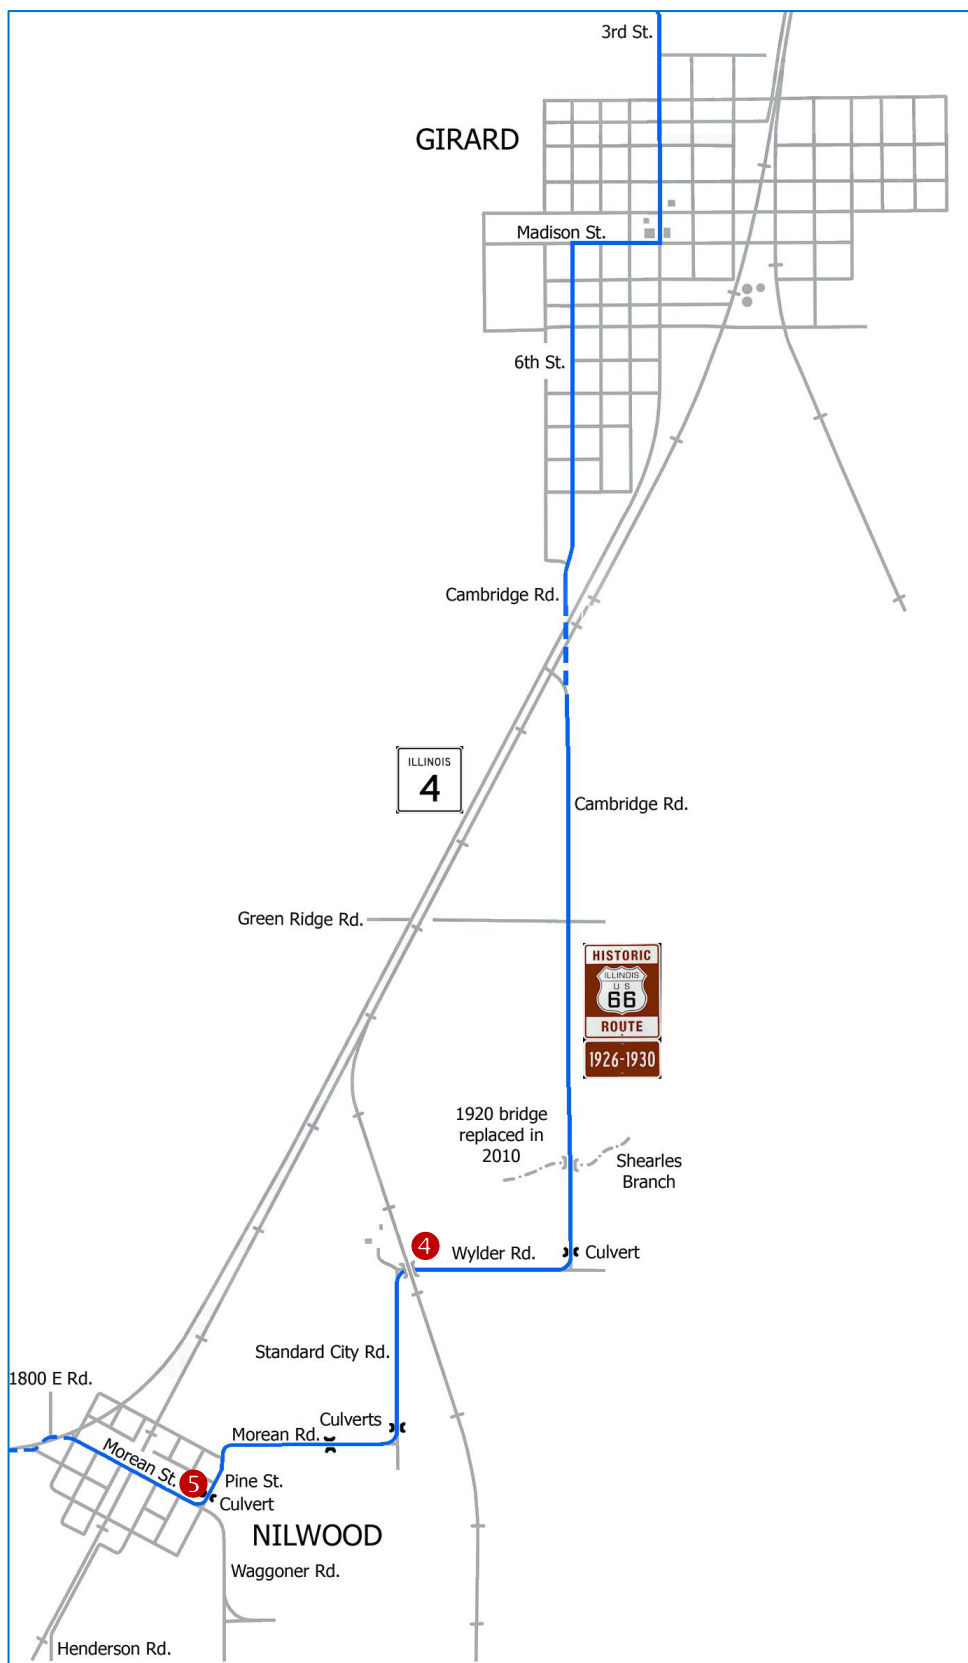 3rd St.
GIRARD
Madison St.
6th St.
Cambridge Rd.
ILLINOIS
4
Cambridge Rd.
Green Ridge Rd.
HISTORIC
ILLINOIS
U S
66
ROUTE
1926-1930
1920 bridge
replaced in
2010
Shearles
Branch
4
Wylder Rd.
Culvert
Standard City Rd.
1800 E Rd.
Culverts
Morean Rd.
Morean St.
5
Pine St.
Culvert
NILWOOD
Waggoner Rd.
Henderson Rd.